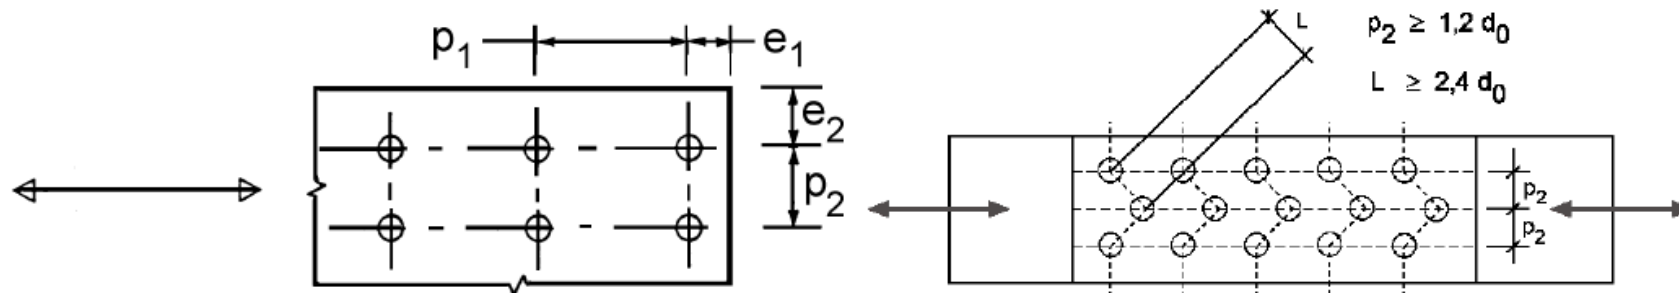 p₁
e₁
e₂
p₂
L
p₂ ≥ 1,2 d₀
L ≥ 2,4 d₀
p₂
p₂